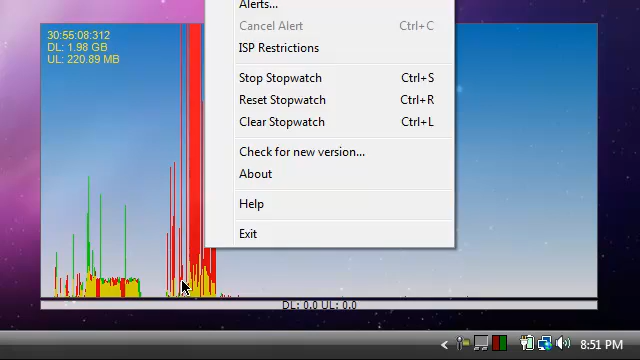 Alerts...
Cancel Alert Ctrl+C
ISP Restrictions
Stop Stopwatch Ctrl+S
Reset Stopwatch Ctrl+R
Clear Stopwatch Ctrl+L
Check for new version...
About
Help
Exit
30:55:08:312
DL: 1.98 GB
UL: 220.89 MB
DL: 0.0 UL: 0.0
8:51 PM